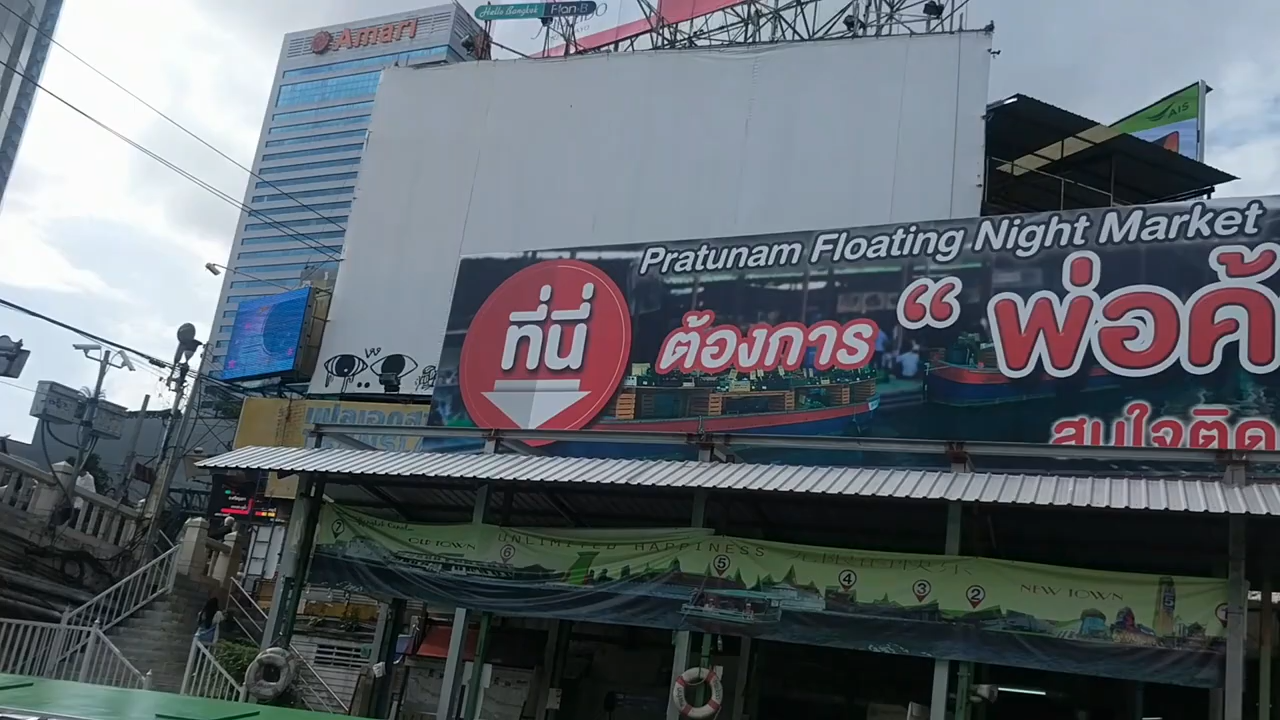 Amari
Hello Bangkok Plan-B
AIS
Pratunam Floating Night Market
ที่นี่
ต้องการ
“ พ่อค้
สนใจติด
OLD TOWN
UNLIMITED HAPPINESS
NEW TOWN
7
6
5
4
3
2